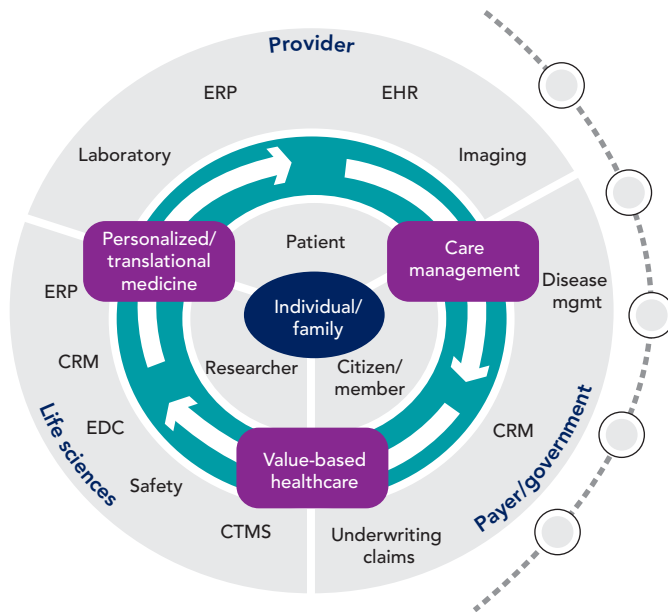 Provider
ERP
EHR
Laboratory
Imaging
Personalized/
translational
medicine
Patient
Care
management
ERP
Individual/
family
Disease
mgmt
CRM
Researcher
Citizen/
member
Life sciences
EDC
CRM
Payer/government
Safety
Value-based
healthcare
CTMS
Underwriting
claims